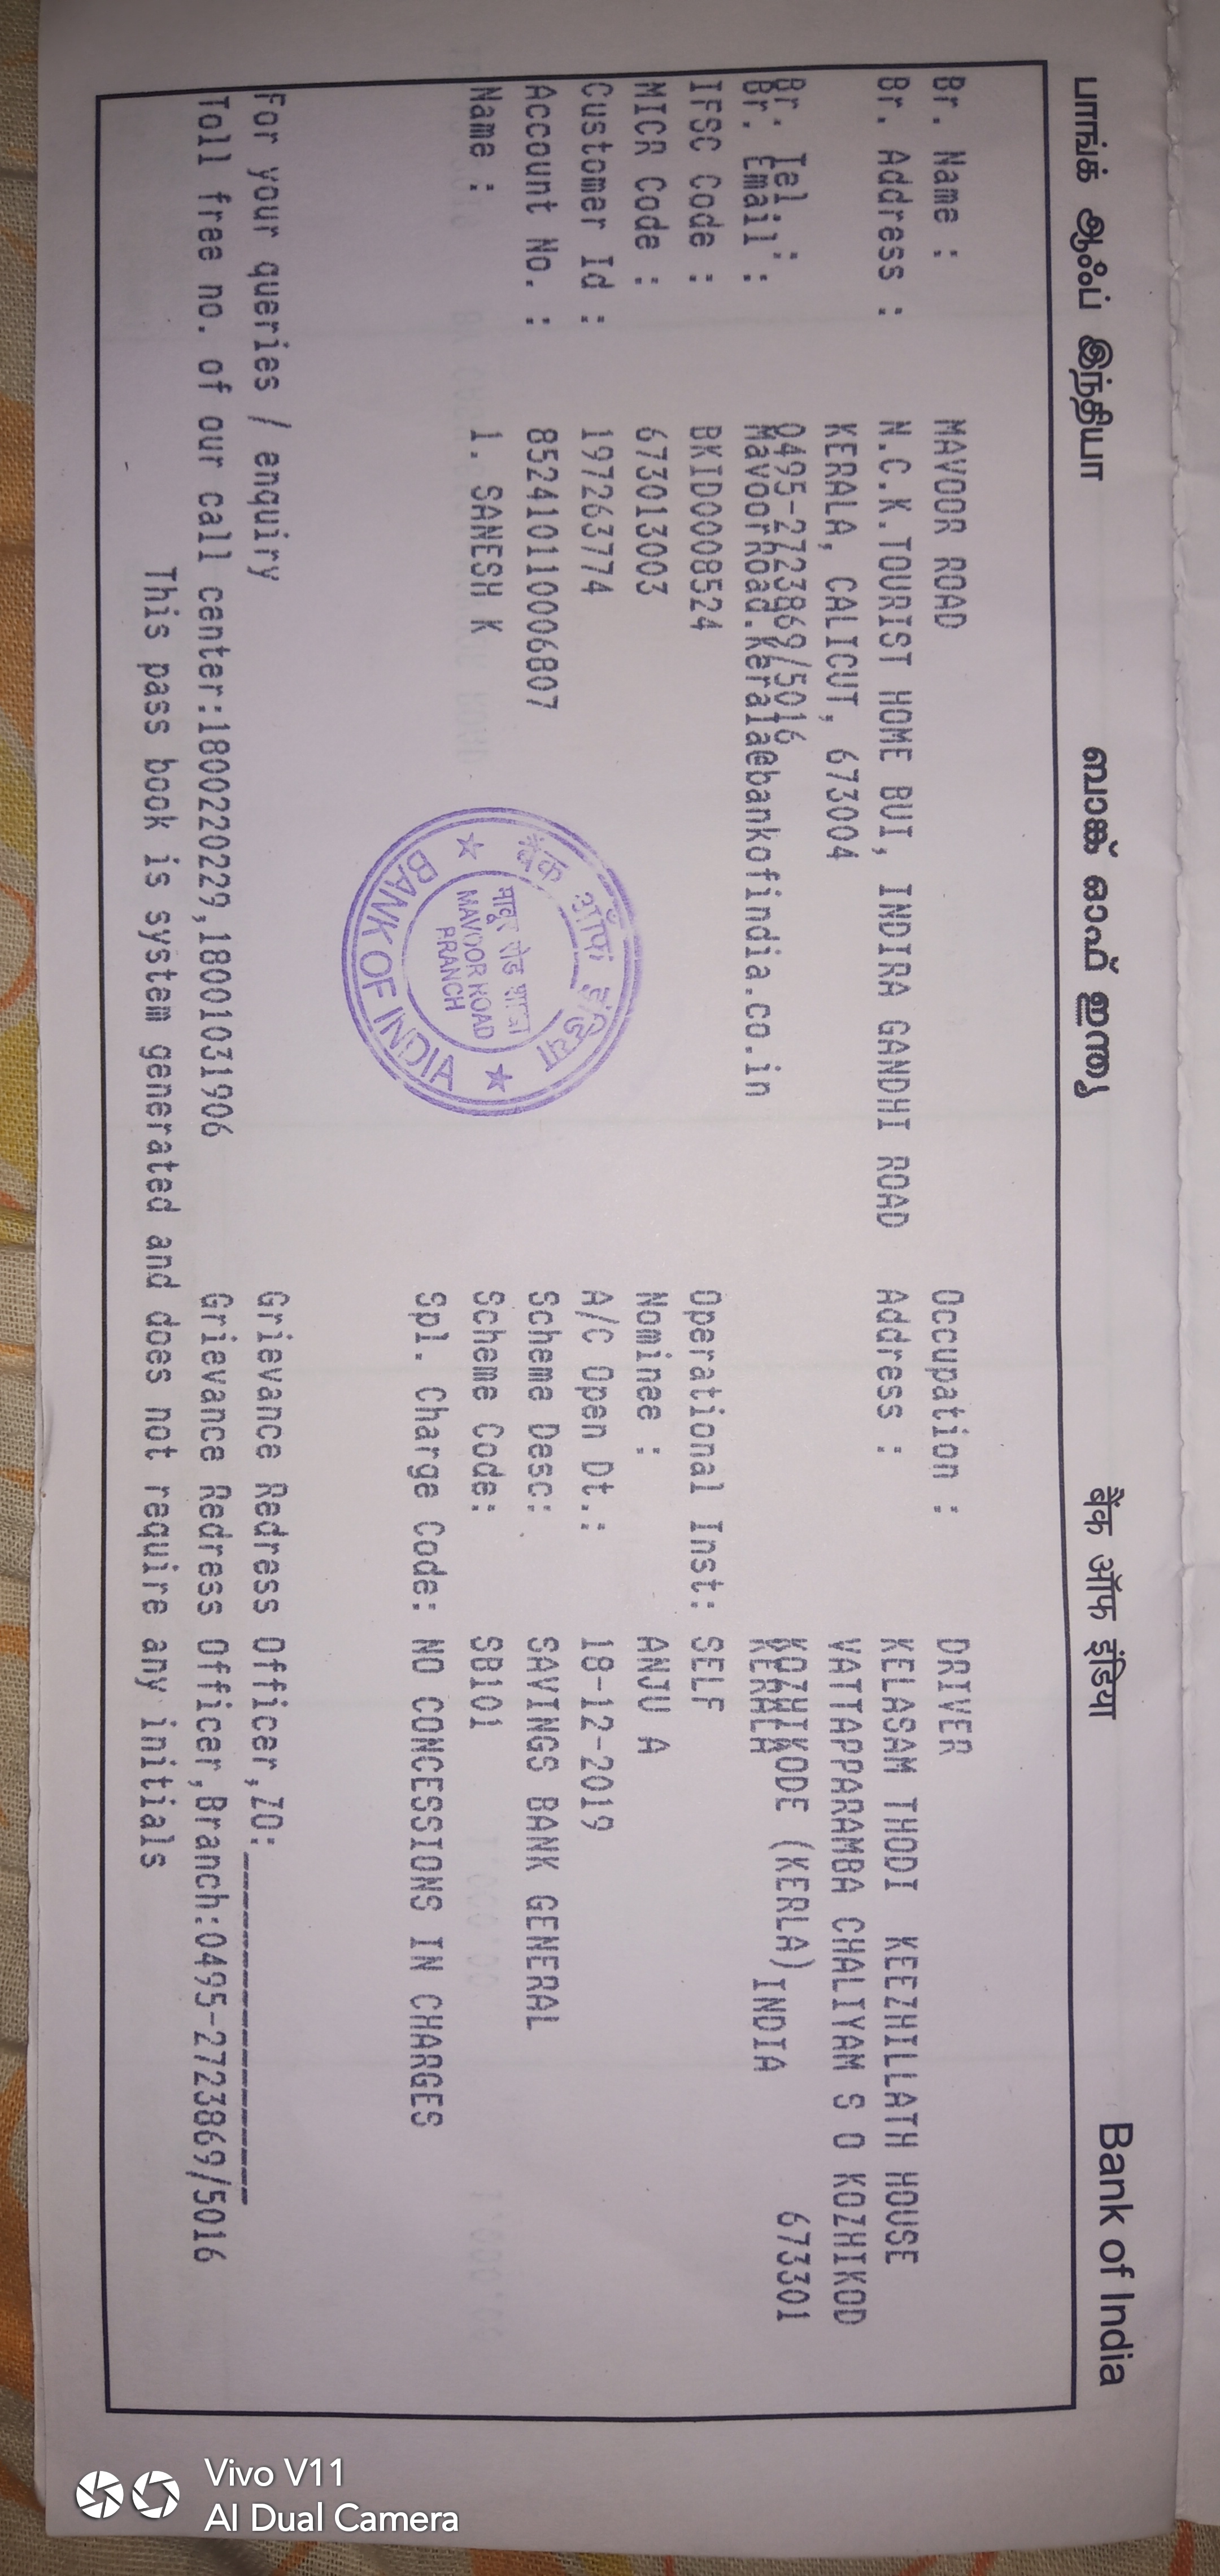 பாங்க் ஆஃப் இந்தியா ബാങ്ക് ഓഫ് ഇന്ത്യ बैंक ऑफ इंडिया Bank of India
Br. Name : MAVOOR ROAD Occupation : DRIVER
Br. Address : N.C.K.TOURIST HOME BUI, INDIRA GANDHI ROAD Address : KELASAM THODI KEEZHILLATH HOUSE
KERALA, CALICUT, 673004 VATTAPPARAMBA CHALIYAM S O KOZHIKOD
Br. Tel : 0495-2723869/5016 KOZHIKODE (KERLA) 673301
Br. Email : MavoorRoad.Kerala@bankofindia.co.in KERALA INDIA
IFSC Code : BKID0008524 Operational Inst: SELF
MICR Code : 673013003 Nominee : ANJU A
Customer Id : 197263774 A/C Open Dt.: 18-12-2019
Account No. : 852410110006807 Scheme Desc: SAVINGS BANK GENERAL
Name : 1. SANESH K Scheme Code: SB101
Spl. Charge Code: NO CONCESSIONS IN CHARGES
बैंक ऑफ इंडिया
मावूर रोड शाखा
MAVOOR ROAD
BRANCH
BANK OF INDIA
For your queries / enquiry Grievance Redress Officer,ZO:____________________
Toll free no. of our call center:1800220229,18001031906 Grievance Redress Officer,Branch:0495-2723869/5016
This pass book is system generated and does not require any initials
Vivo V11
AI Dual Camera